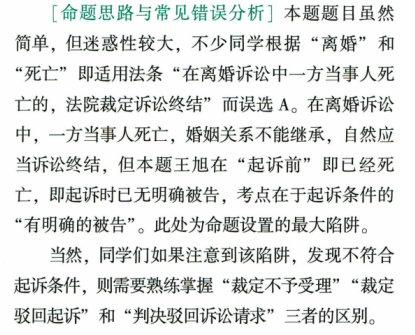 [命题思路与常见错误分析] 本题题目虽然
简单，但迷惑性较大，不少同学根据“离婚”和
“死亡”即适用法条“在离婚诉讼中一方当事人死
亡的，法院裁定诉讼终结”而误选 A。在离婚诉讼
中，一方当事人死亡，婚姻关系不能继承，自然应
当诉讼终结，但本题王旭在“起诉前”即已经死
亡，即起诉时已无明确被告，考点在于起诉条件的
“有明确的被告”。此处为命题设置的最大陷阱。
当然，同学们如果注意到该陷阱，发现不符合
起诉条件，则需要熟练掌握“裁定不予受理”“裁定
驳回起诉”和“判决驳回诉讼请求”三者的区别。